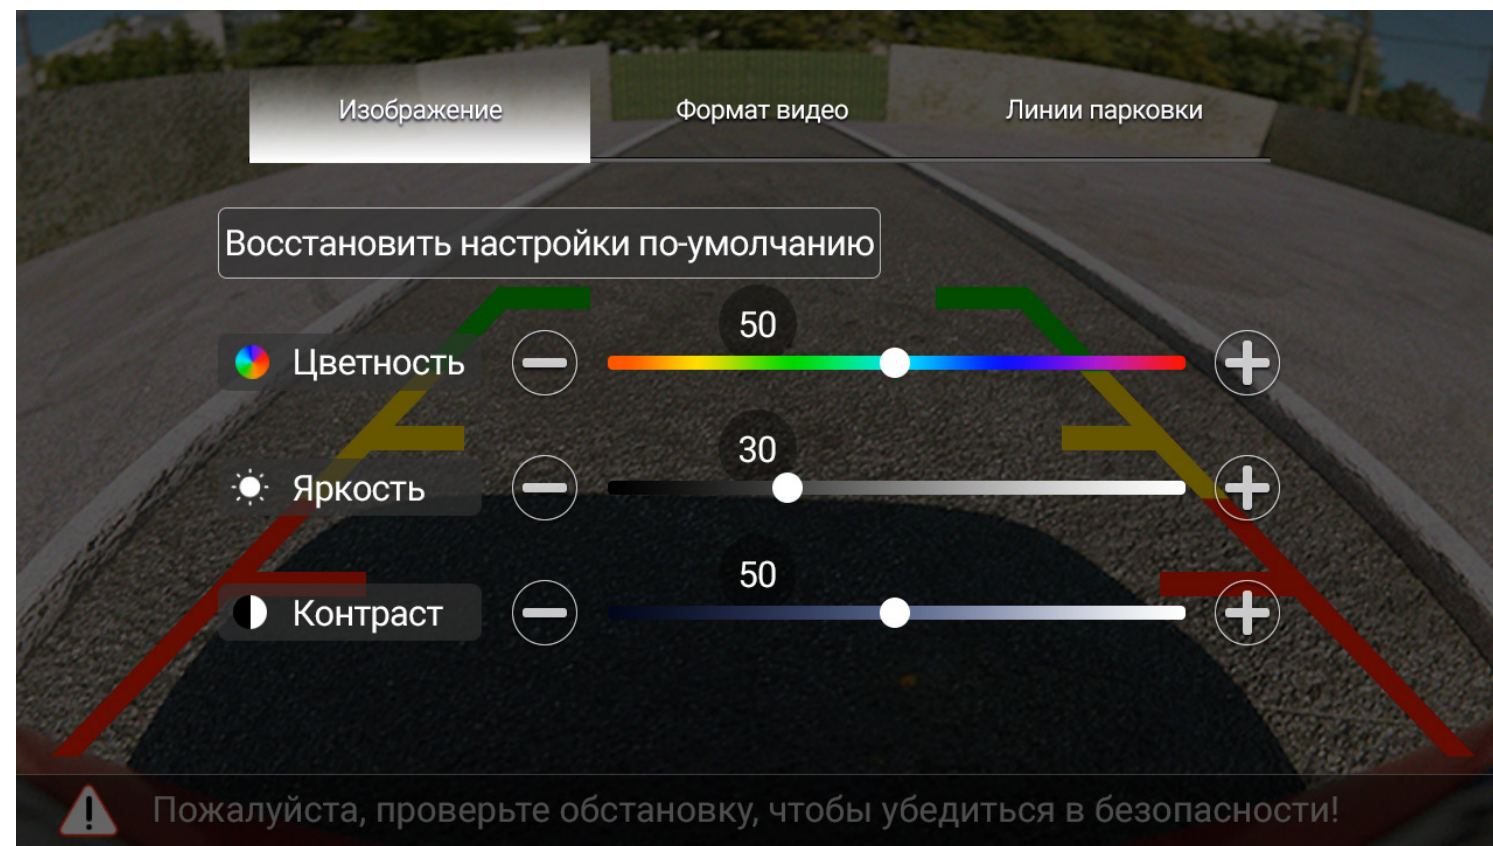 Изображение
Формат видео
Линии парковки
Восстановить настройки по-умолчанию
50
Цветность
30
Яркость
50
Контраст
Пожалуйста, проверьте обстановку, чтобы убедиться в безопасности!